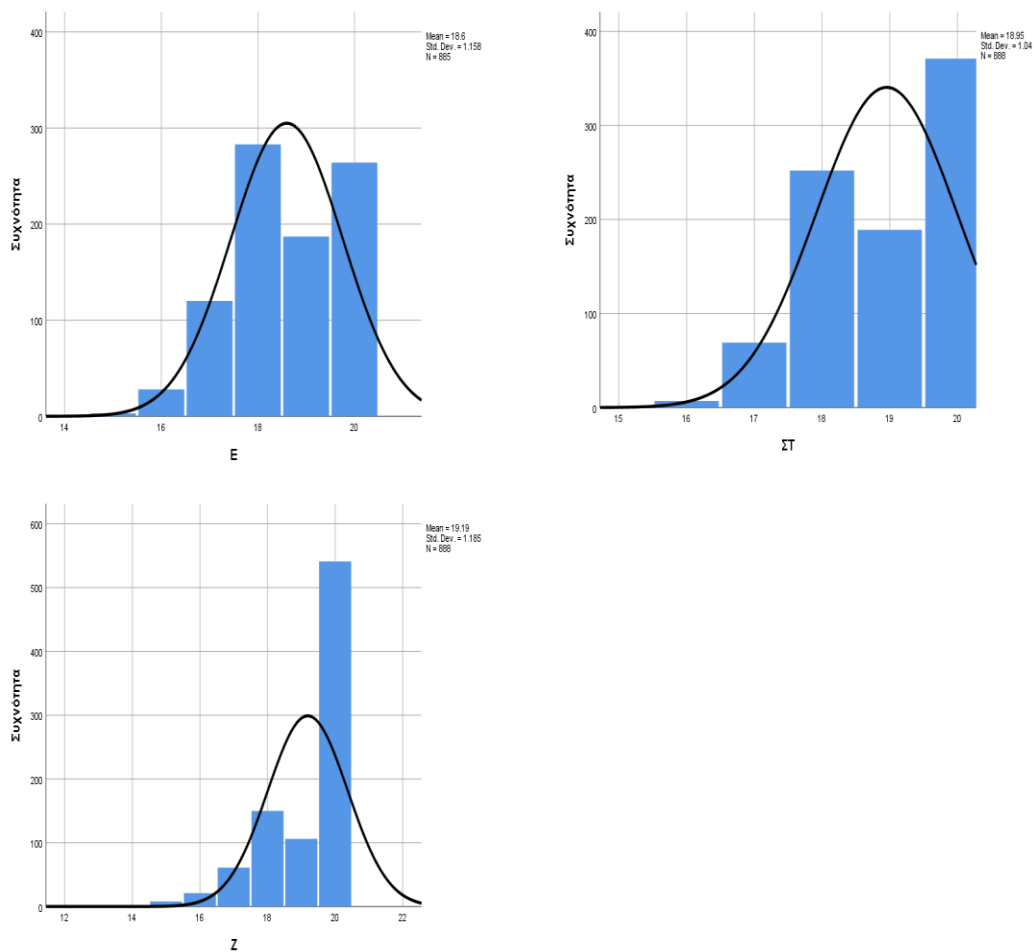 400
300
200
100
0
Συχνότητα
14
16
18
20
E
Mean = 18.6
Std. Dev. = 1.158
N = 885
400
300
200
100
0
Συχνότητα
15
16
17
18
19
20
ΣΤ
Mean = 18.95
Std. Dev. = 1.04
N = 888
600
500
400
300
200
100
0
Συχνότητα
12
14
16
18
20
22
Z
Mean = 19.19
Std. Dev. = 1.185
N = 888